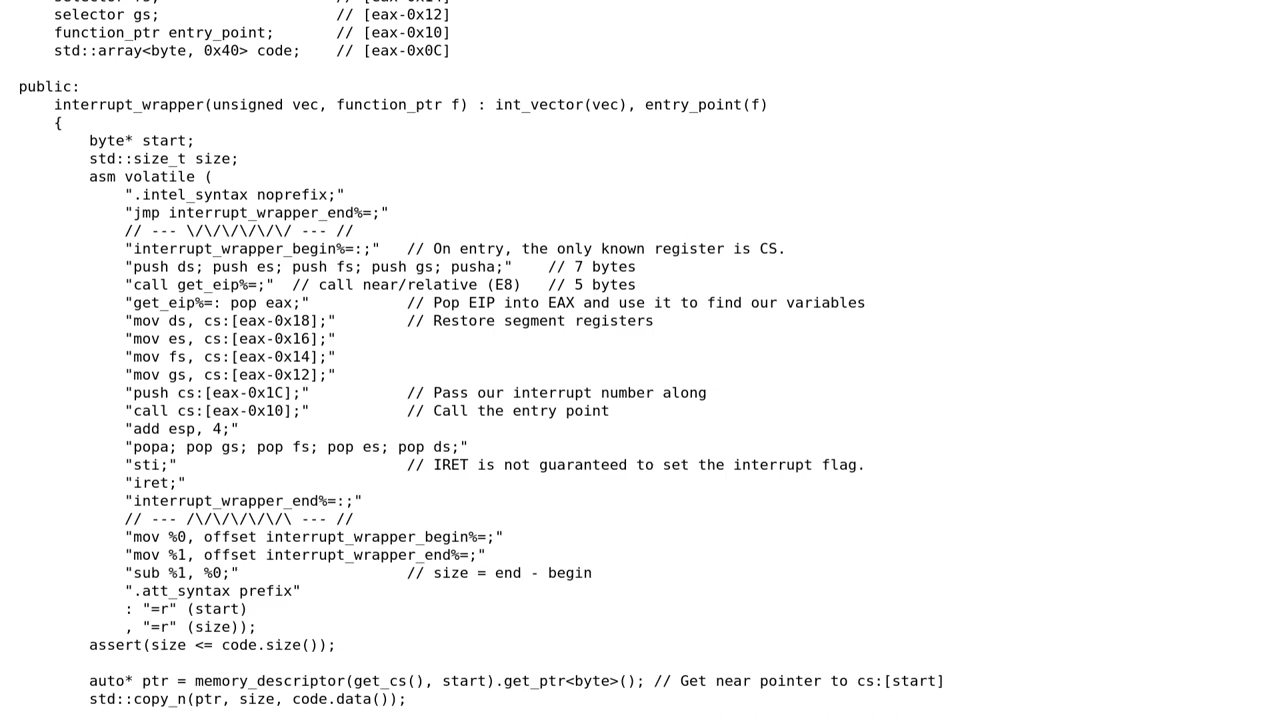 selector fs; // [eax-0x14]
selector gs; // [eax-0x12]
function_ptr entry_point; // [eax-0x10]
std::array<byte, 0x40> code; // [eax-0x0C]
public:
interrupt_wrapper(unsigned vec, function_ptr f) : int_vector(vec), entry_point(f)
{
byte* start;
std::size_t size;
asm volatile (
".intel_syntax noprefix;"
"jmp interrupt_wrapper_end%=;"
// --- \/\/\/\/\/\/ --- //
"interrupt_wrapper_begin%=:;" // On entry, the only known register is CS.
"push ds; push es; push fs; push gs; pusha;" // 7 bytes
"call get_eip%=;" // call near/relative (E8) // 5 bytes
"get_eip%=: pop eax;" // Pop EIP into EAX and use it to find our variables
"mov ds, cs:[eax-0x18];" // Restore segment registers
"mov es, cs:[eax-0x16];"
"mov fs, cs:[eax-0x14];"
"mov gs, cs:[eax-0x12];"
"push cs:[eax-0x1C];" // Pass our interrupt number along
"call cs:[eax-0x10];" // Call the entry point
"add esp, 4;"
"popa; pop gs; pop fs; pop es; pop ds;"
"sti;" // IRET is not guaranteed to set the interrupt flag.
"iret;"
"interrupt_wrapper_end%=:;"
// --- /\/\/\/\/\/\ --- //
"mov %0, offset interrupt_wrapper_begin%=;"
"mov %1, offset interrupt_wrapper_end%=;"
"sub %1, %0;" // size = end - begin
".att_syntax prefix"
: "=r" (start)
, "=r" (size));
assert(size <= code.size());
auto* ptr = memory_descriptor(get_cs(), start).get_ptr<byte>(); // Get near pointer to cs:[start]
std::copy_n(ptr, size, code.data());